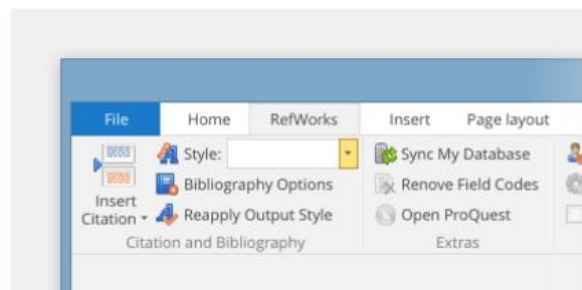 File Home RefWorks Insert Page layout
Style:
Sync My Database
Bibliography Options
Renove Field Codes
Insert
Citation
Reapply Output Style
Open ProQuest
Citation and Bibliography
Extras